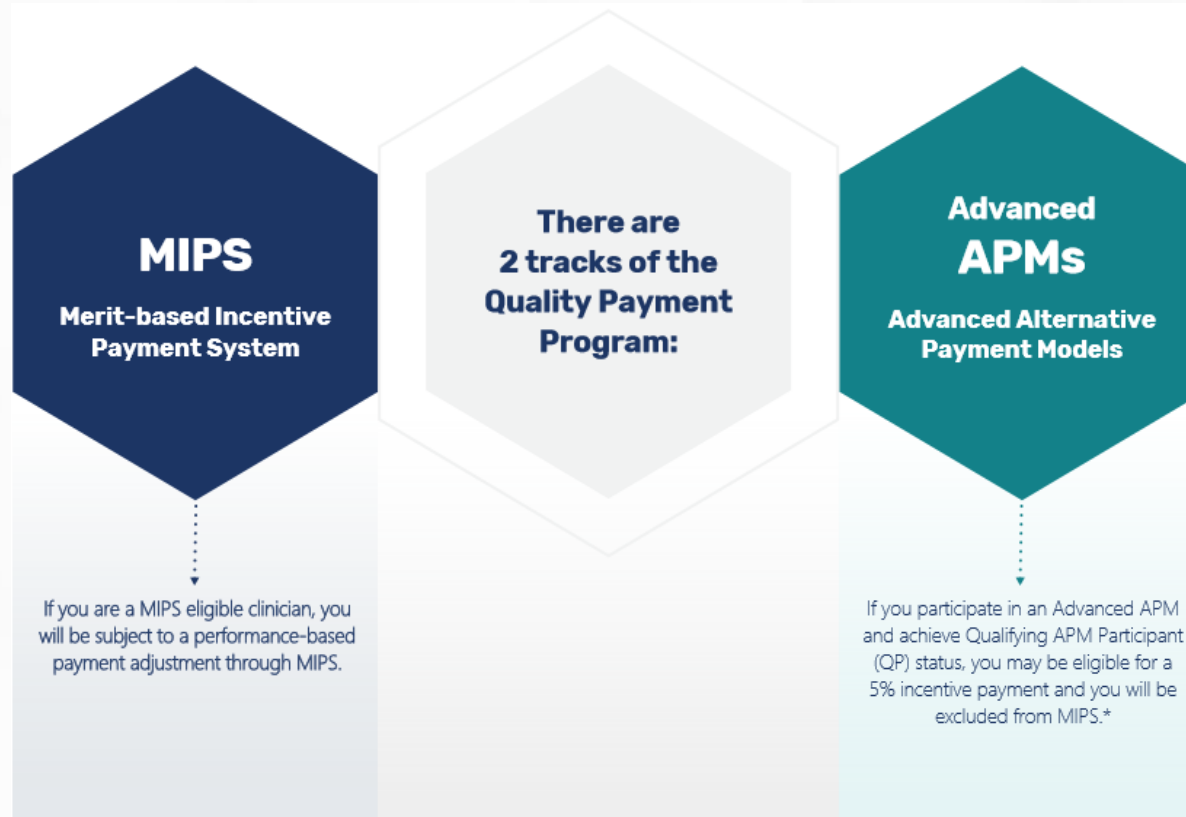 MIPS
Merit-based Incentive
Payment System
If you are a MIPS eligible clinician, you
will be subject to a performance-based
payment adjustment through MIPS.
There are
2 tracks of the
Quality Payment
Program:
Advanced
APMs
Advanced Alternative
Payment Models
If you participate in an Advanced APM
and achieve Qualifying APM Participant
(QP) status, you may be eligible for a
5% incentive payment and you will be
excluded from MIPS.*